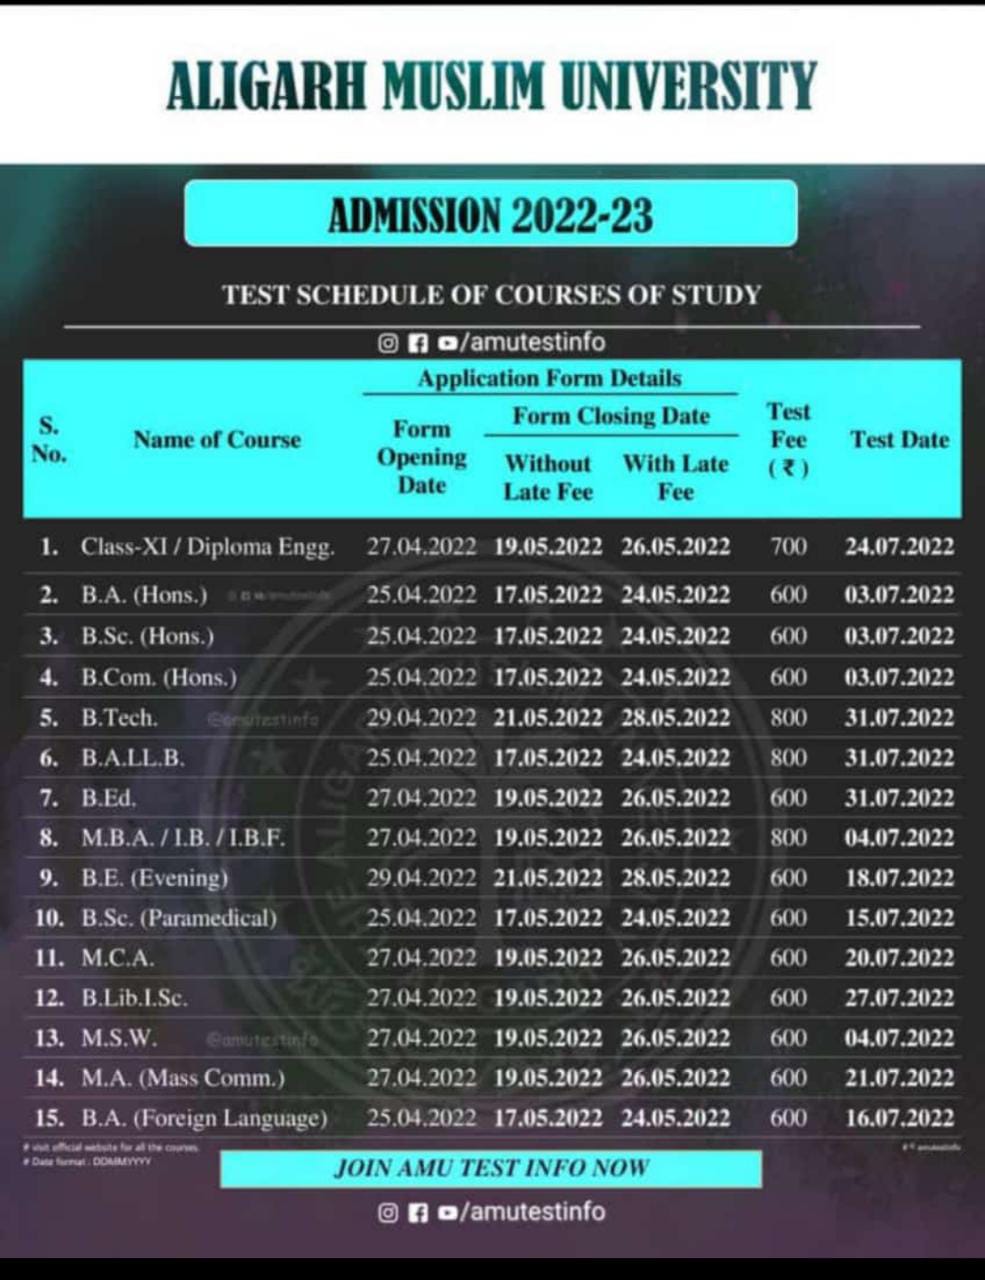 ALIGARH MUSLIM UNIVERSITY
ADMISSION 2022-23
TEST SCHEDULE OF COURSES OF STUDY
/amutestinfo
S. No. Name of Course Application Form Details Test Fee (₹) Test Date
Form Opening Date Form Closing Date
Without Late Fee With Late Fee
1. Class-XI / Diploma Engg. 27.04.2022 19.05.2022 26.05.2022 700 24.07.2022
2. B.A. (Hons.) 25.04.2022 17.05.2022 24.05.2022 600 03.07.2022
3. B.Sc. (Hons.) 25.04.2022 17.05.2022 24.05.2022 600 03.07.2022
4. B.Com. (Hons.) 25.04.2022 17.05.2022 24.05.2022 600 03.07.2022
5. B.Tech. @amutestinfo 29.04.2022 21.05.2022 28.05.2022 800 31.07.2022
6. B.A.LL.B. 25.04.2022 17.05.2022 24.05.2022 800 31.07.2022
7. B.Ed. 27.04.2022 19.05.2022 26.05.2022 600 31.07.2022
8. M.B.A. / I.B. / I.B.F. 27.04.2022 19.05.2022 26.05.2022 800 04.07.2022
9. B.E. (Evening) 29.04.2022 21.05.2022 28.05.2022 600 18.07.2022
10. B.Sc. (Paramedical) 25.04.2022 17.05.2022 24.05.2022 600 15.07.2022
11. M.C.A. 27.04.2022 19.05.2022 26.05.2022 600 20.07.2022
12. B.Lib.I.Sc. 27.04.2022 19.05.2022 26.05.2022 600 27.07.2022
13. M.S.W. @amutestinfo 27.04.2022 19.05.2022 26.05.2022 600 04.07.2022
14. M.A. (Mass Comm.) 27.04.2022 19.05.2022 26.05.2022 600 21.07.2022
15. B.A. (Foreign Language) 25.04.2022 17.05.2022 24.05.2022 600 16.07.2022
# visit official website for all the courses.
# Date format : DDMMYYYY
JOIN AMU TEST INFO NOW
/amutestinfo